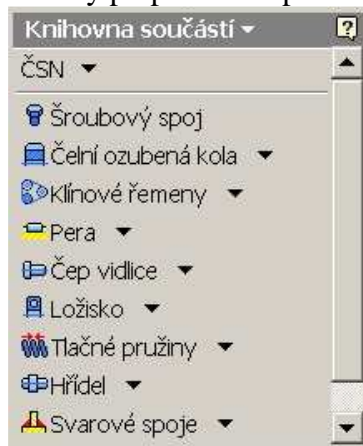 Knihovna součástí
ČSN
Šroubový spoj
Čelní ozubená kola
Klínové řemeny
Pera
Čep vidlice
Ložisko
Tlačné pružiny
Hřídel
Svarové spoje